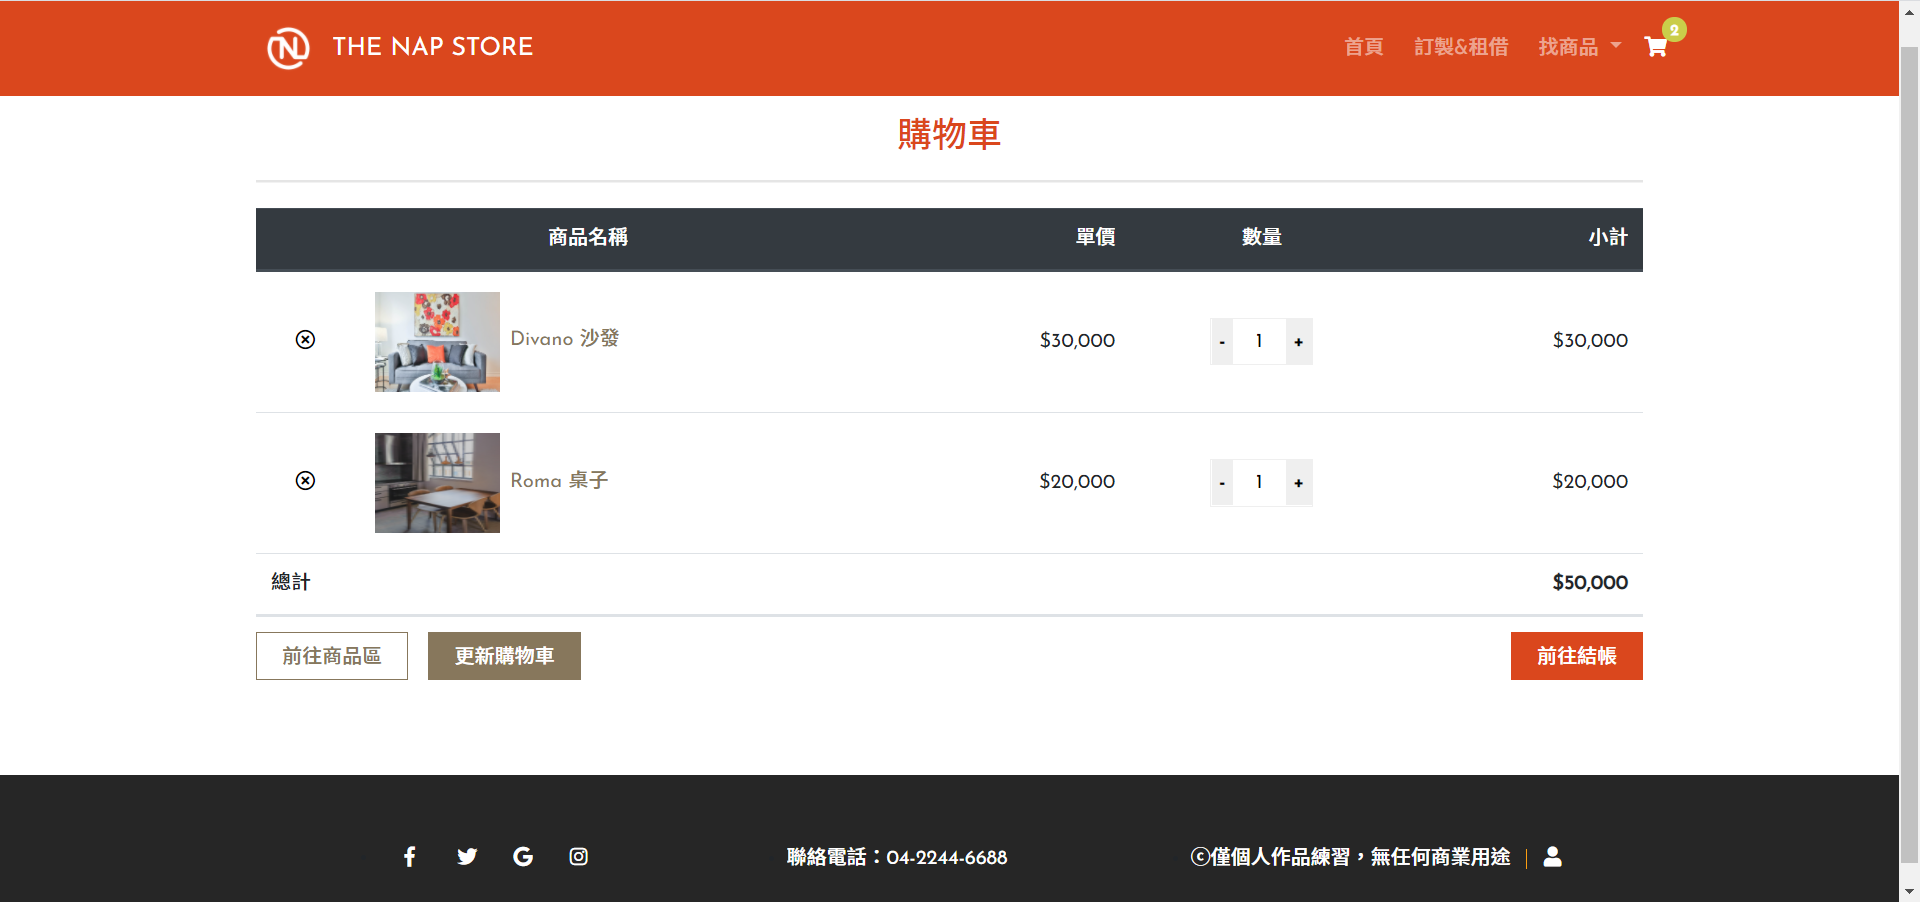 THE NAP STORE
首頁 訂製&租借 找商品 2
購物車
商品名稱 單價 數量 小計
Divano 沙發 $30,000 - 1 + $30,000
Roma 桌子 $20,000 - 1 + $20,000
總計 $50,000
前往商品區 更新購物車 前往結帳
聯絡電話：04-2244-6688
ⓒ僅個人作品練習，無任何商業用途 |